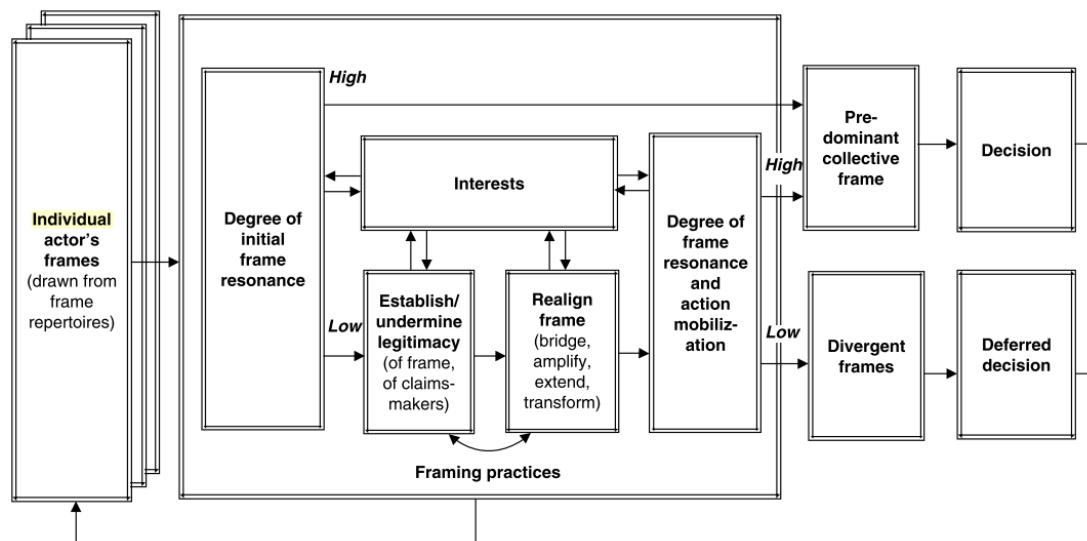 Individual
actor's
frames
(drawn from
frame
repertoires)
Degree of
initial
frame
resonance
High
Low
Interests
Establish/
undermine
legitimacy
(of frame,
of claims-
makers)
Realign
frame
(bridge,
amplify,
extend,
transform)
Framing practices
Degree of
frame
resonance
and
action
mobiliz-
ation
High
Low
Pre-
dominant
collective
frame
Decision
Divergent
frames
Deferred
decision